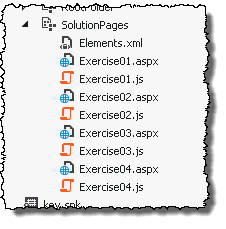 SolutionPages
Elements.xml
Exercise01.aspx
Exercise01.js
Exercise02.aspx
Exercise02.js
Exercise03.aspx
Exercise03.js
Exercise04.aspx
Exercise04.js
key.snk